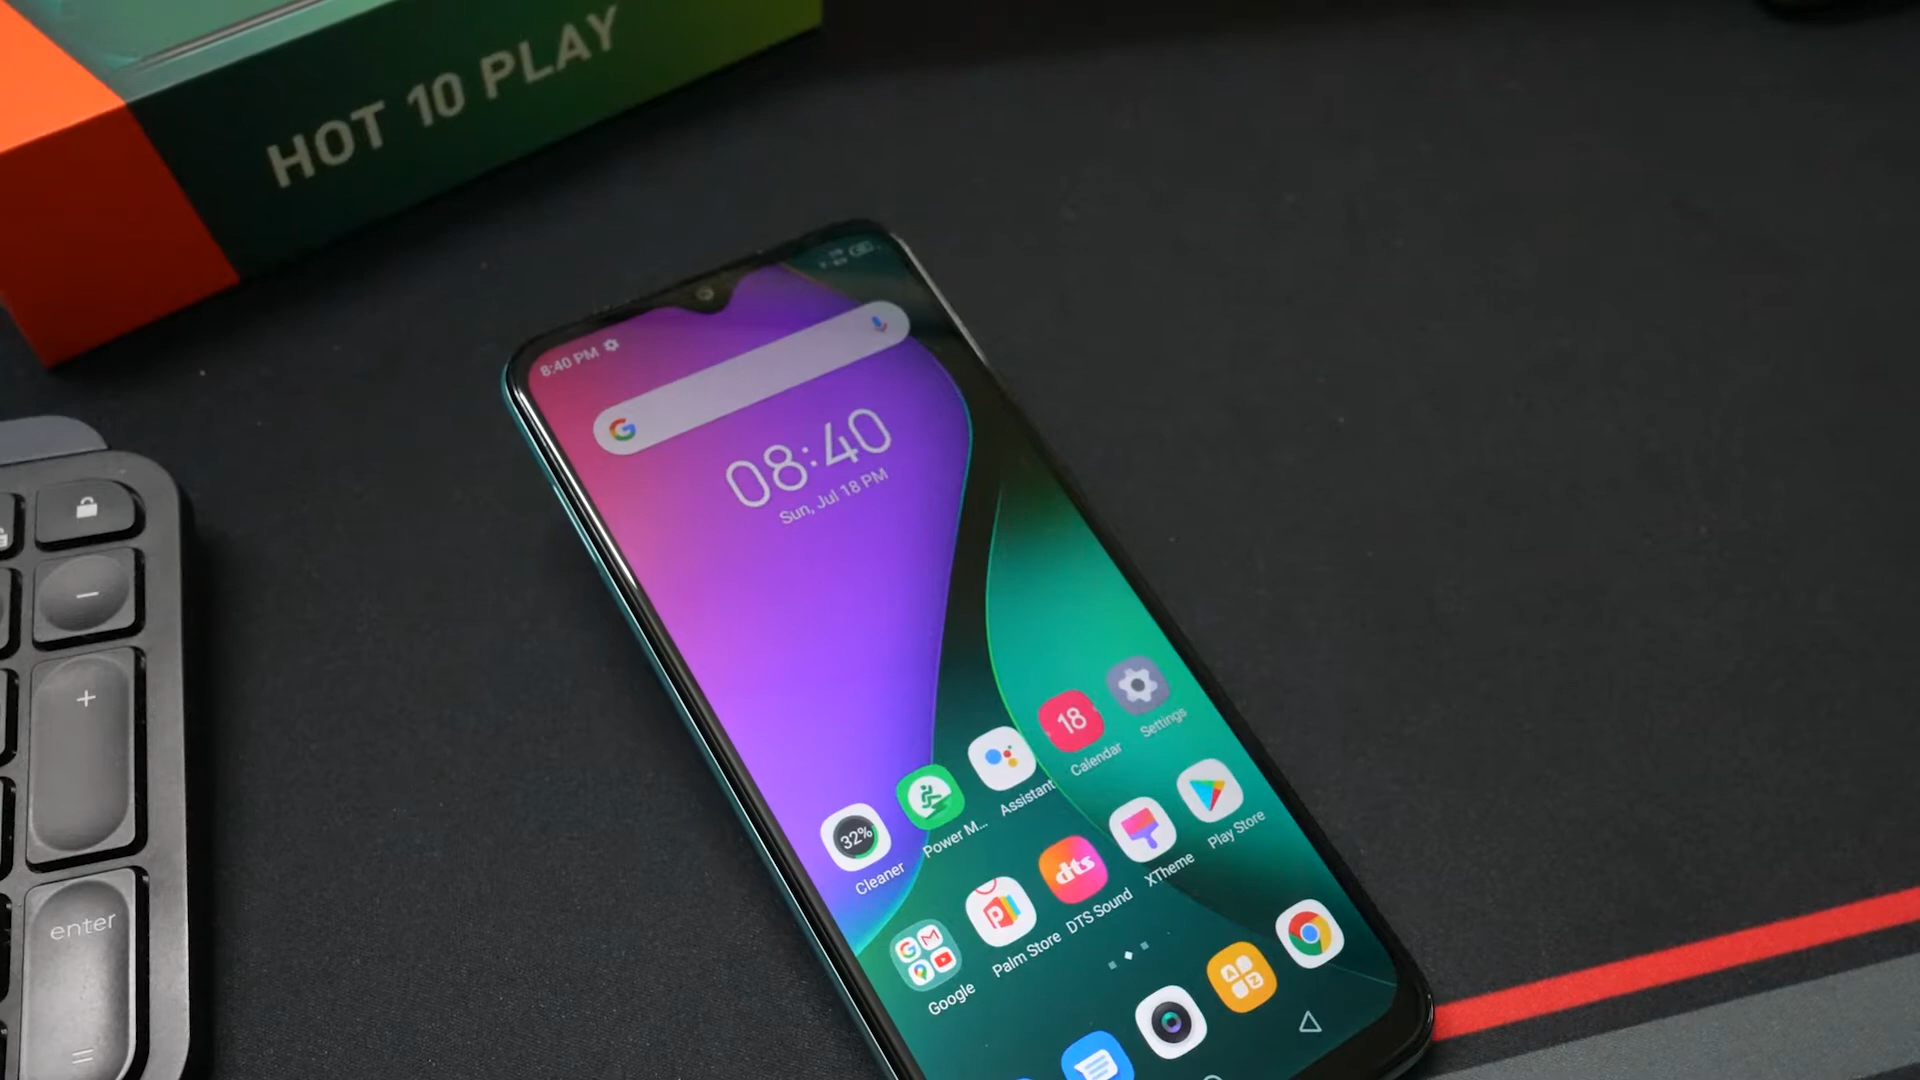 HOT 10 PLAY
8:40 PM
G
08:40
Sun, Jul 18 PM
18
Settings
Calendar
Assistant
32%
Power M...
Cleaner
Play Store
XTheme
dts
DTS Sound
P
Palm Store
G M
Google
A
Z
−
+
enter
=